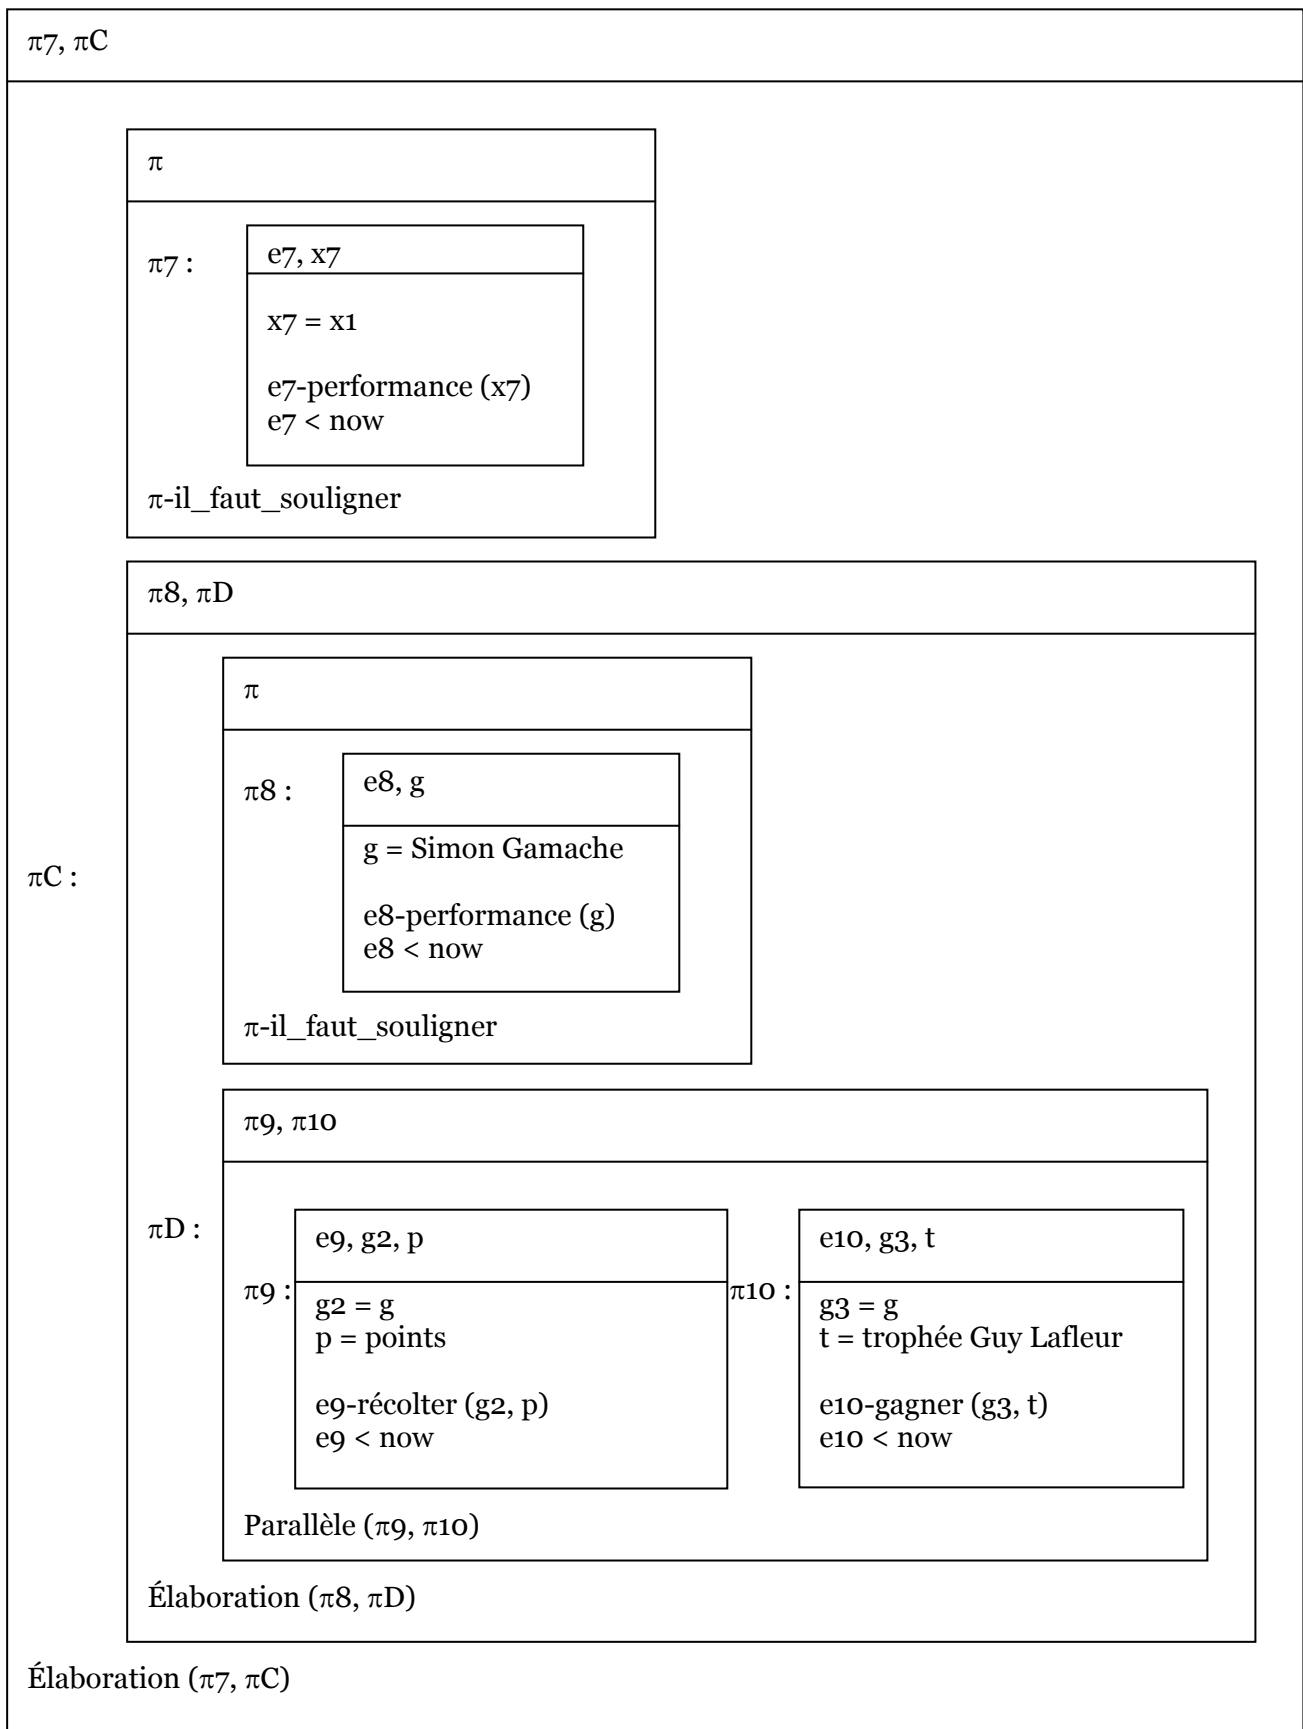 π7, πC
π
π7 :
e7, x7
x7 = x1
e7-performance (x7)
e7 < now
π-il_faut_souligner
πC :
π8, πD
π
π8 :
e8, g
g = Simon Gamache
e8-performance (g)
e8 < now
π-il_faut_souligner
πD :
π9, π10
π9 :
e9, g2, p
g2 = g
p = points
e9-récolter (g2, p)
e9 < now
π10 :
e10, g3, t
g3 = g
t = trophée Guy Lafleur
e10-gagner (g3, t)
e10 < now
Parallèle (π9, π10)
Élaboration (π8, πD)
Élaboration (π7, πC)